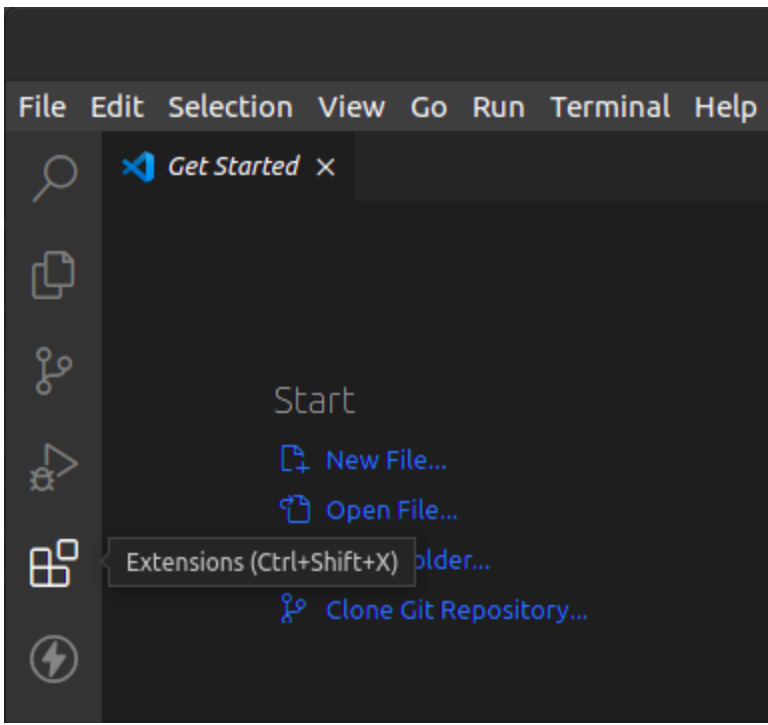 File Edit Selection View Go Run Terminal Help
Get Started
Start
New File...
Open File...
Extensions (Ctrl+Shift+X) older...
Clone Git Repository...